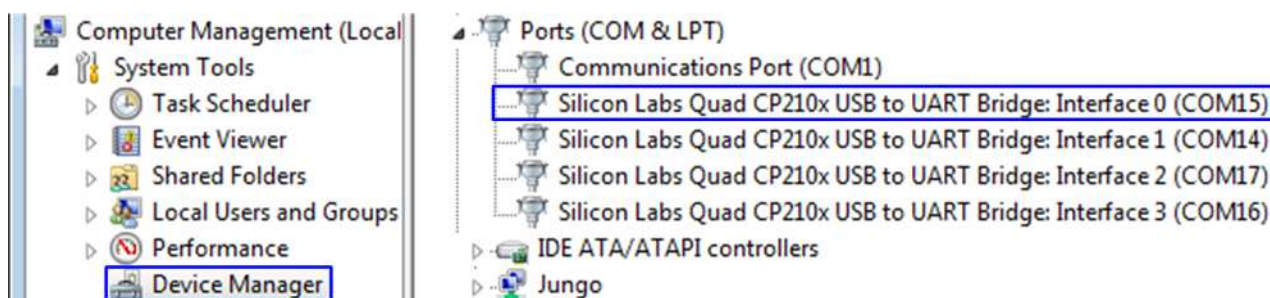 Computer Management (Local
System Tools
Task Scheduler
Event Viewer
Shared Folders
Local Users and Groups
Performance
Device Manager
Ports (COM & LPT)
Communications Port (COM1)
Silicon Labs Quad CP210x USB to UART Bridge: Interface 0 (COM15)
Silicon Labs Quad CP210x USB to UART Bridge: Interface 1 (COM14)
Silicon Labs Quad CP210x USB to UART Bridge: Interface 2 (COM17)
Silicon Labs Quad CP210x USB to UART Bridge: Interface 3 (COM16)
IDE ATA/ATAPI controllers
Jungo